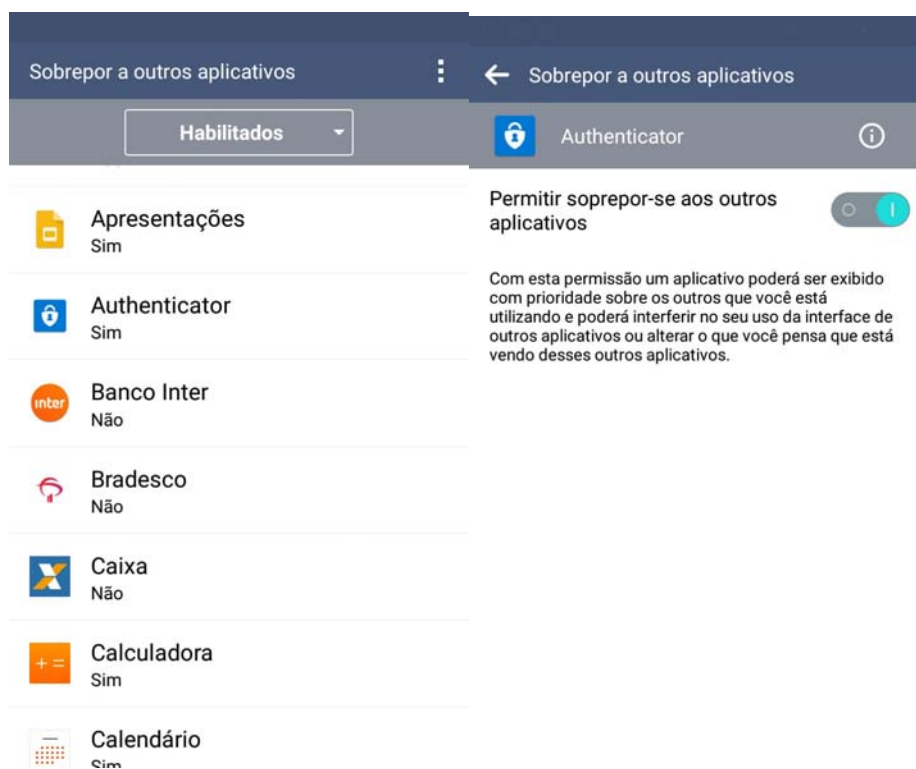 Sobrepor a outros aplicativos
Habilitados
Apresentações
Sim
Authenticator
Sim
inter
Banco Inter
Não
Bradesco
Não
Caixa
Não
+ =
Calculadora
Sim
Calendário
Sim
Sobrepor a outros aplicativos
Authenticator
Permitir soprepor-se aos outros
aplicativos
Com esta permissão um aplicativo poderá ser exibido
com prioridade sobre os outros que você está
utilizando e poderá interferir no seu uso da interface de
outros aplicativos ou alterar o que você pensa que está
vendo desses outros aplicativos.